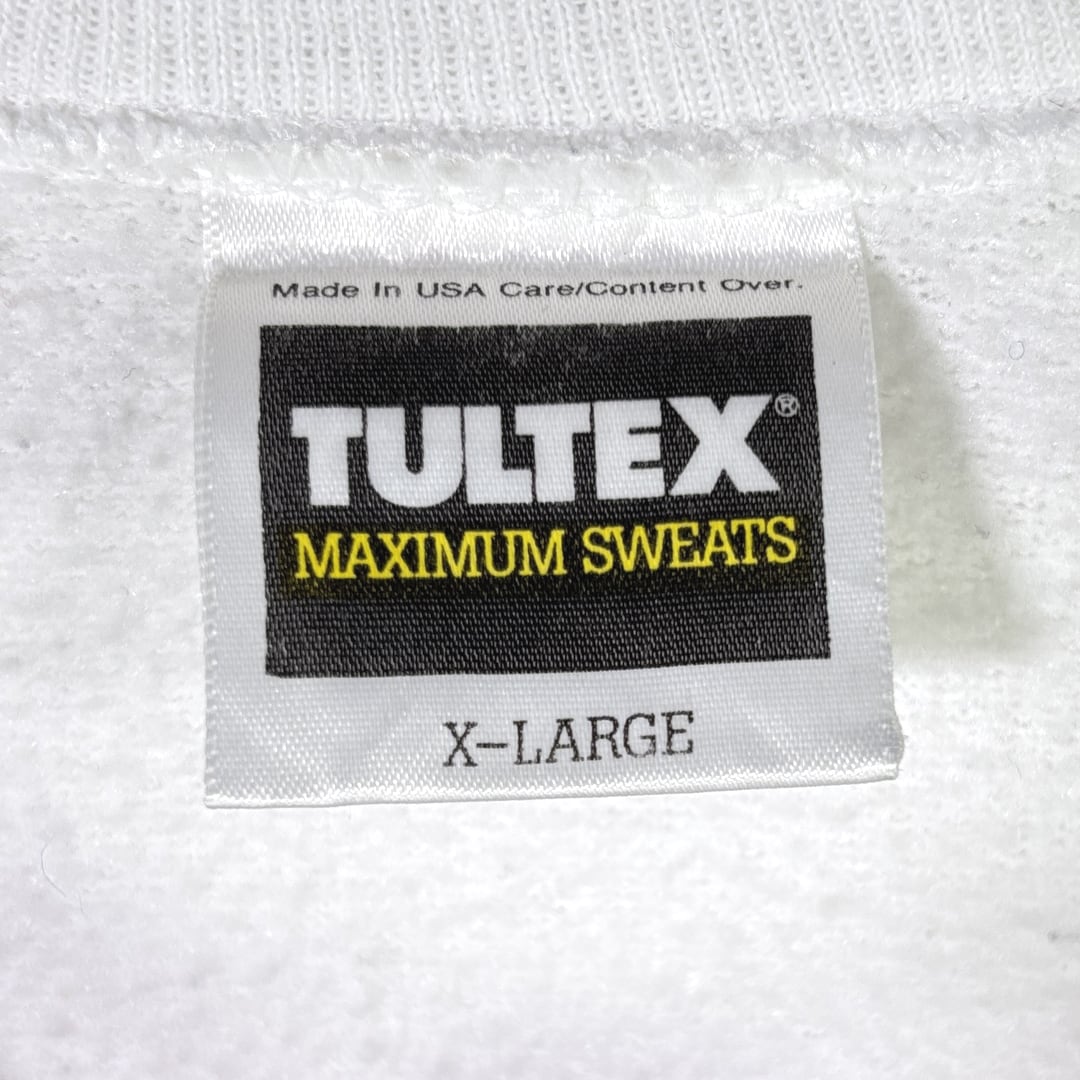 Made In USA Care/Content Over.
TULTEX®
MAXIMUM SWEATS
X-LARGE